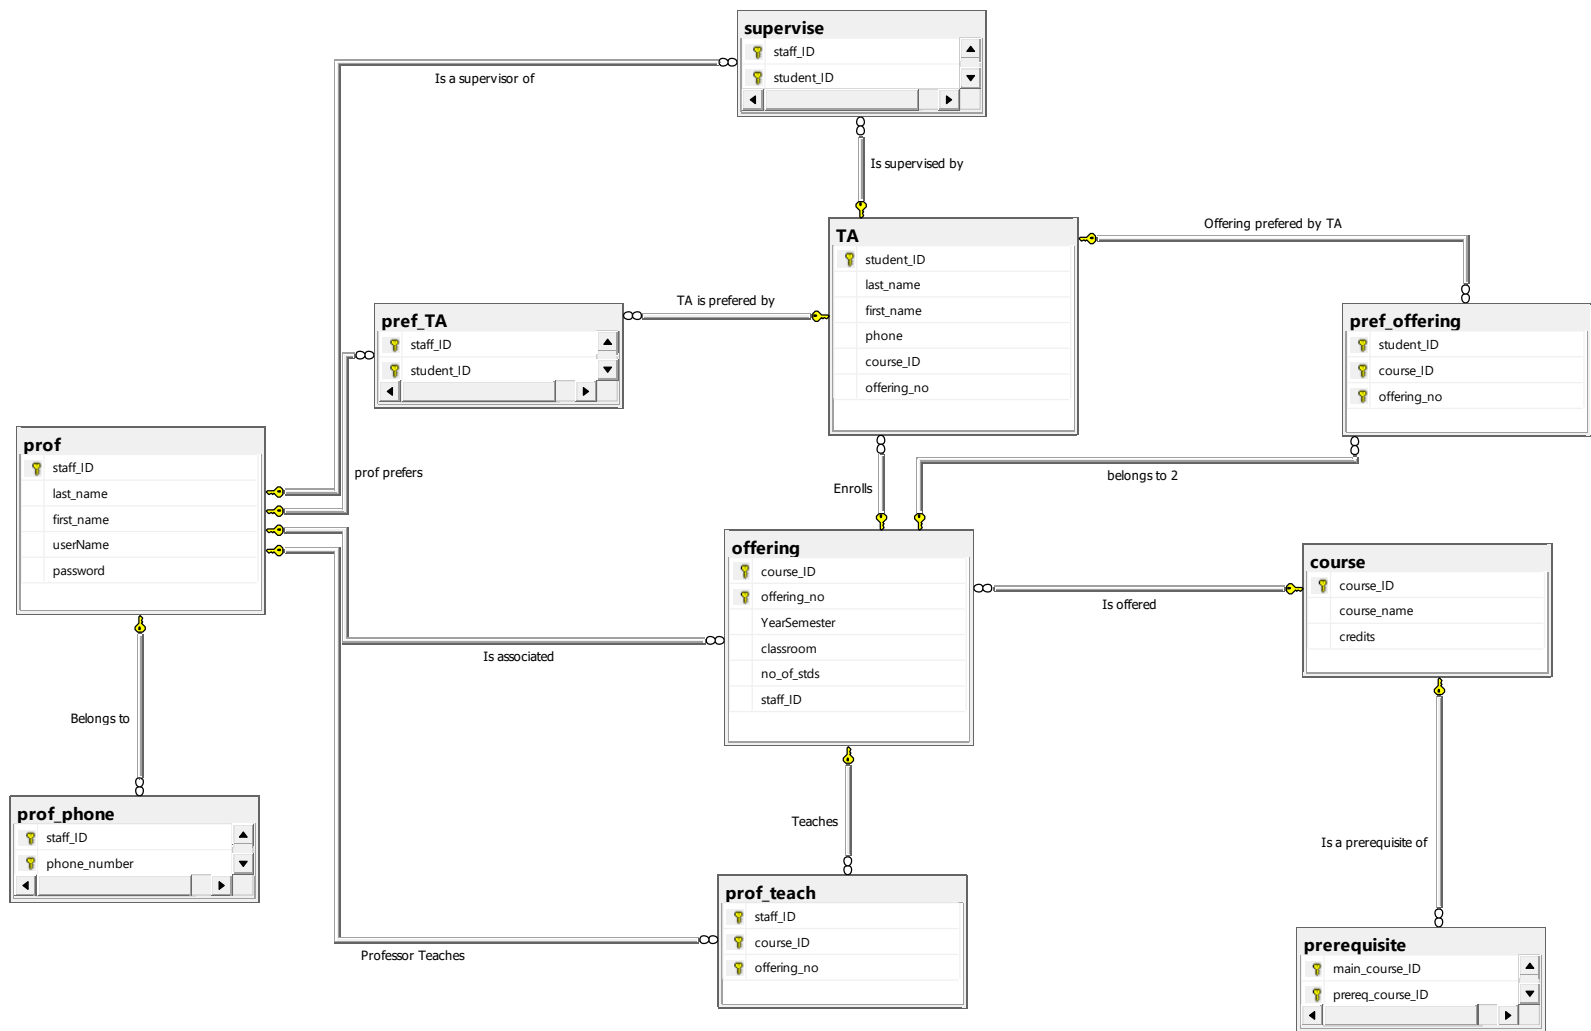 supervise
staff_ID
student_ID
Is a supervisor of
Is supervised by
TA
student_ID
last_name
first_name
phone
course_ID
offering_no
Offering prefered by TA
TA is prefered by
pref_TA
staff_ID
student_ID
pref_offering
student_ID
course_ID
offering_no
prof
staff_ID
last_name
first_name
userName
password
prof prefers
Enrolls
belongs to 2
offering
course_ID
offering_no
YearSemester
classroom
no_of_stds
staff_ID
Is offered
course
course_ID
course_name
credits
Is associated
Belongs to
prof_phone
staff_ID
phone_number
Teaches
Is a prerequisite of
prof_teach
staff_ID
course_ID
offering_no
Professor Teaches
prerequisite
main_course_ID
prereq_course_ID